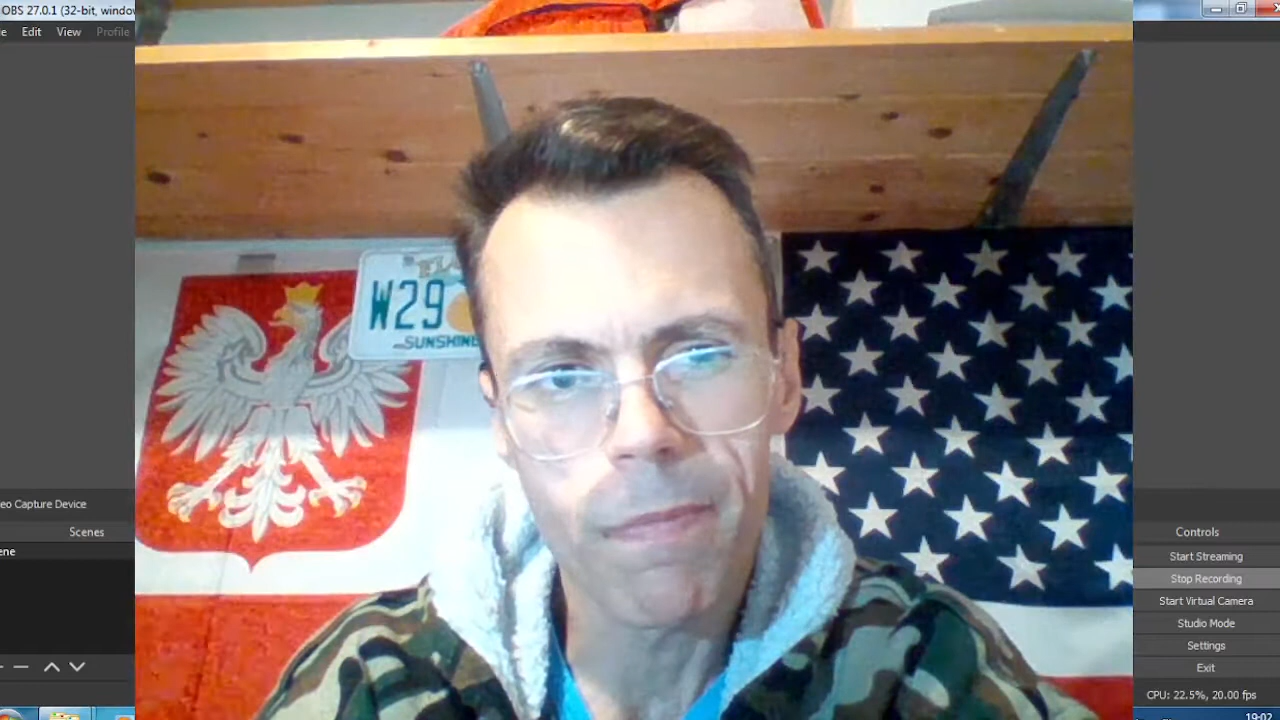 OBS 27.0.1 (32-bit, window
Edit View Profile
W29
SUNSHINE
eo Capture Device
Scenes
ene
Controls
Start Streaming
Stop Recording
Start Virtual Camera
Studio Mode
Settings
Exit
CPU: 22.5%, 20.00 fps
19:02